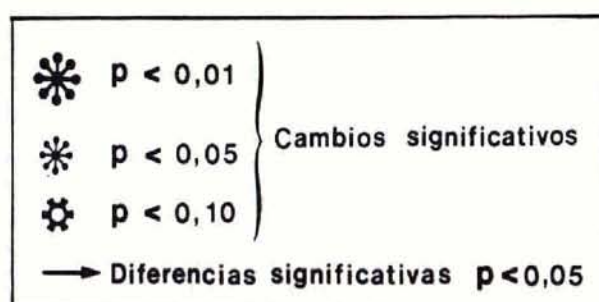 p < 0,01
Cambios significativos
p < 0,05
p < 0,10
Diferencias significativas p<0,05